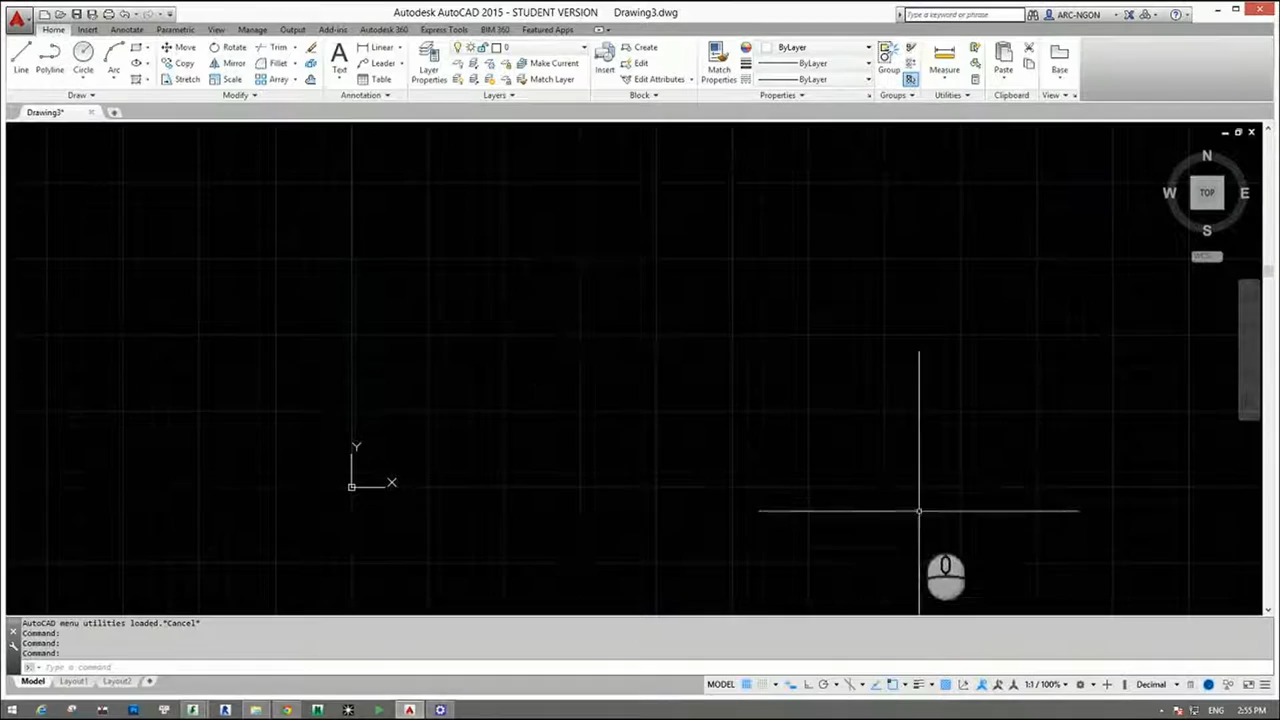 Autodesk AutoCAD 2015 - STUDENT VERSION Drawing3.dwg
Type a keyword or phrase
ARC-NGON
Home Insert Annotate Parametric View Manage Output Add-ins Autodesk 360 Express Tools BIM 360 Featured Apps
Move Rotate Trim Linear 0 Create ByLayer
Line Polyline Circle Arc Copy Mirror Fillet Text Leader Layer Properties Make Current Insert Edit Match Properties ByLayer Group Measure Paste Base
Stretch Scale Array Table Match Layer Edit Attributes ByLayer
Draw Modify Annotation Layers Block Properties Groups Utilities Clipboard View
Drawing3*
N
W TOP E
S
WCS
Y
X
AutoCAD menu utilities loaded.*Cancel*
Command:
Command:
Command:
Type a command
Model Layout1 Layout2
MODEL 1:1 / 100% Decimal
ENG 2:55 PM